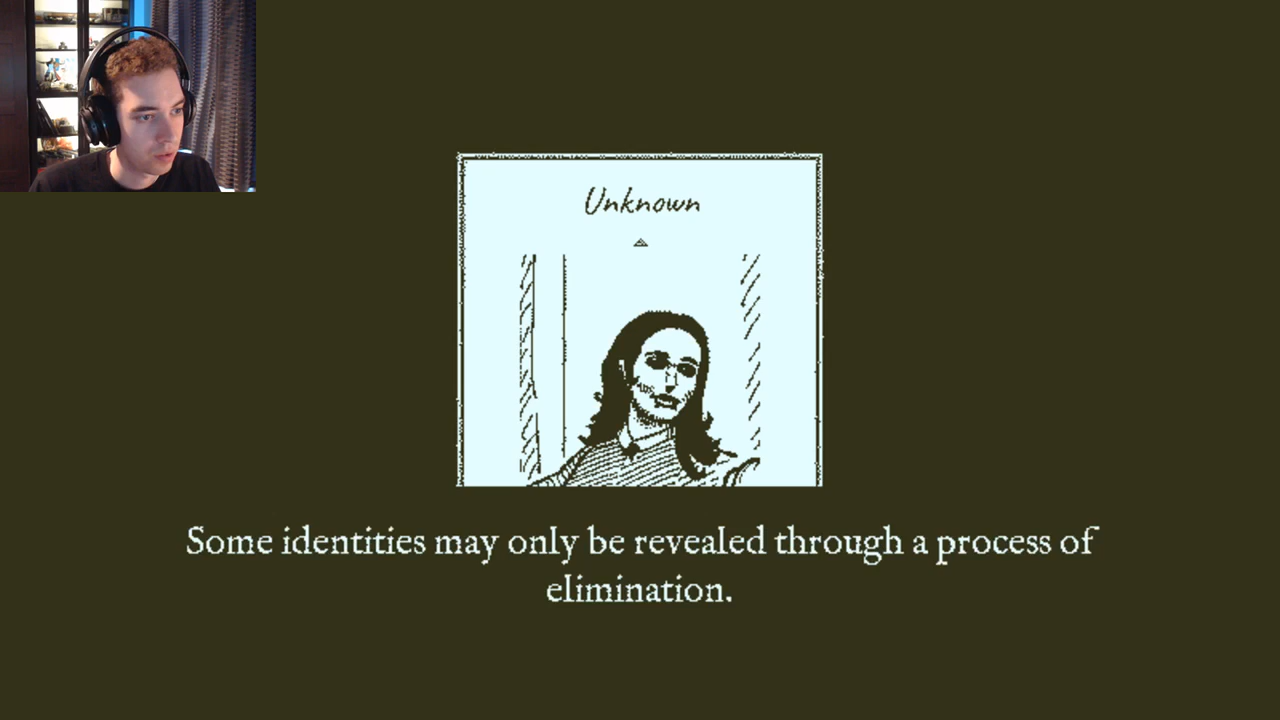 Unknown
Some identities may only be revealed through a process of
elimination.